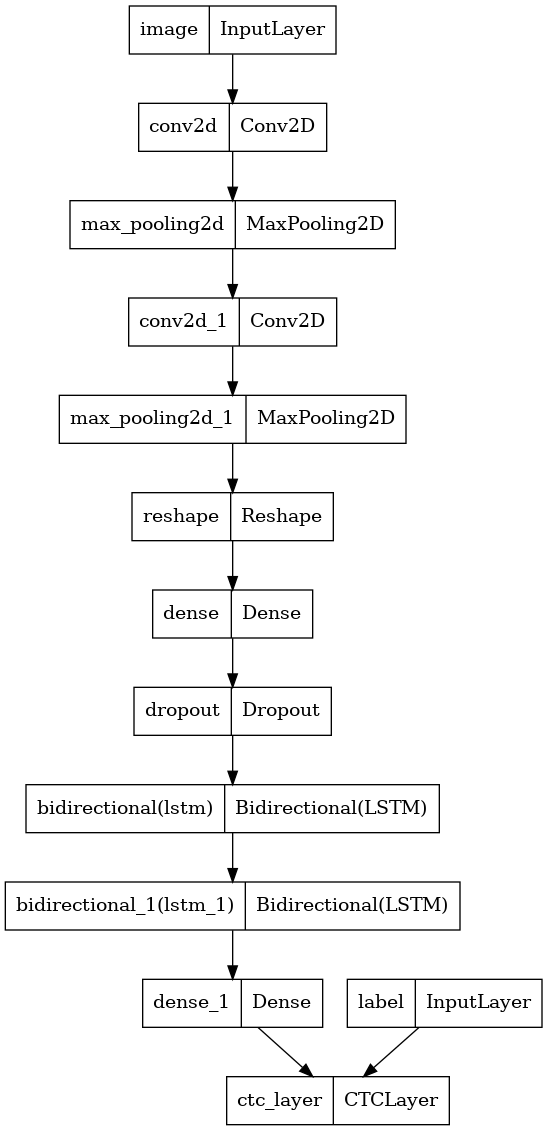 image InputLayer
conv2d Conv2D
max_pooling2d MaxPooling2D
conv2d_1 Conv2D
max_pooling2d_1 MaxPooling2D
reshape Reshape
dense Dense
dropout Dropout
bidirectional(lstm) Bidirectional(LSTM)
bidirectional_1(lstm_1) Bidirectional(LSTM)
dense_1 Dense label InputLayer
ctc_layer CTCLayer